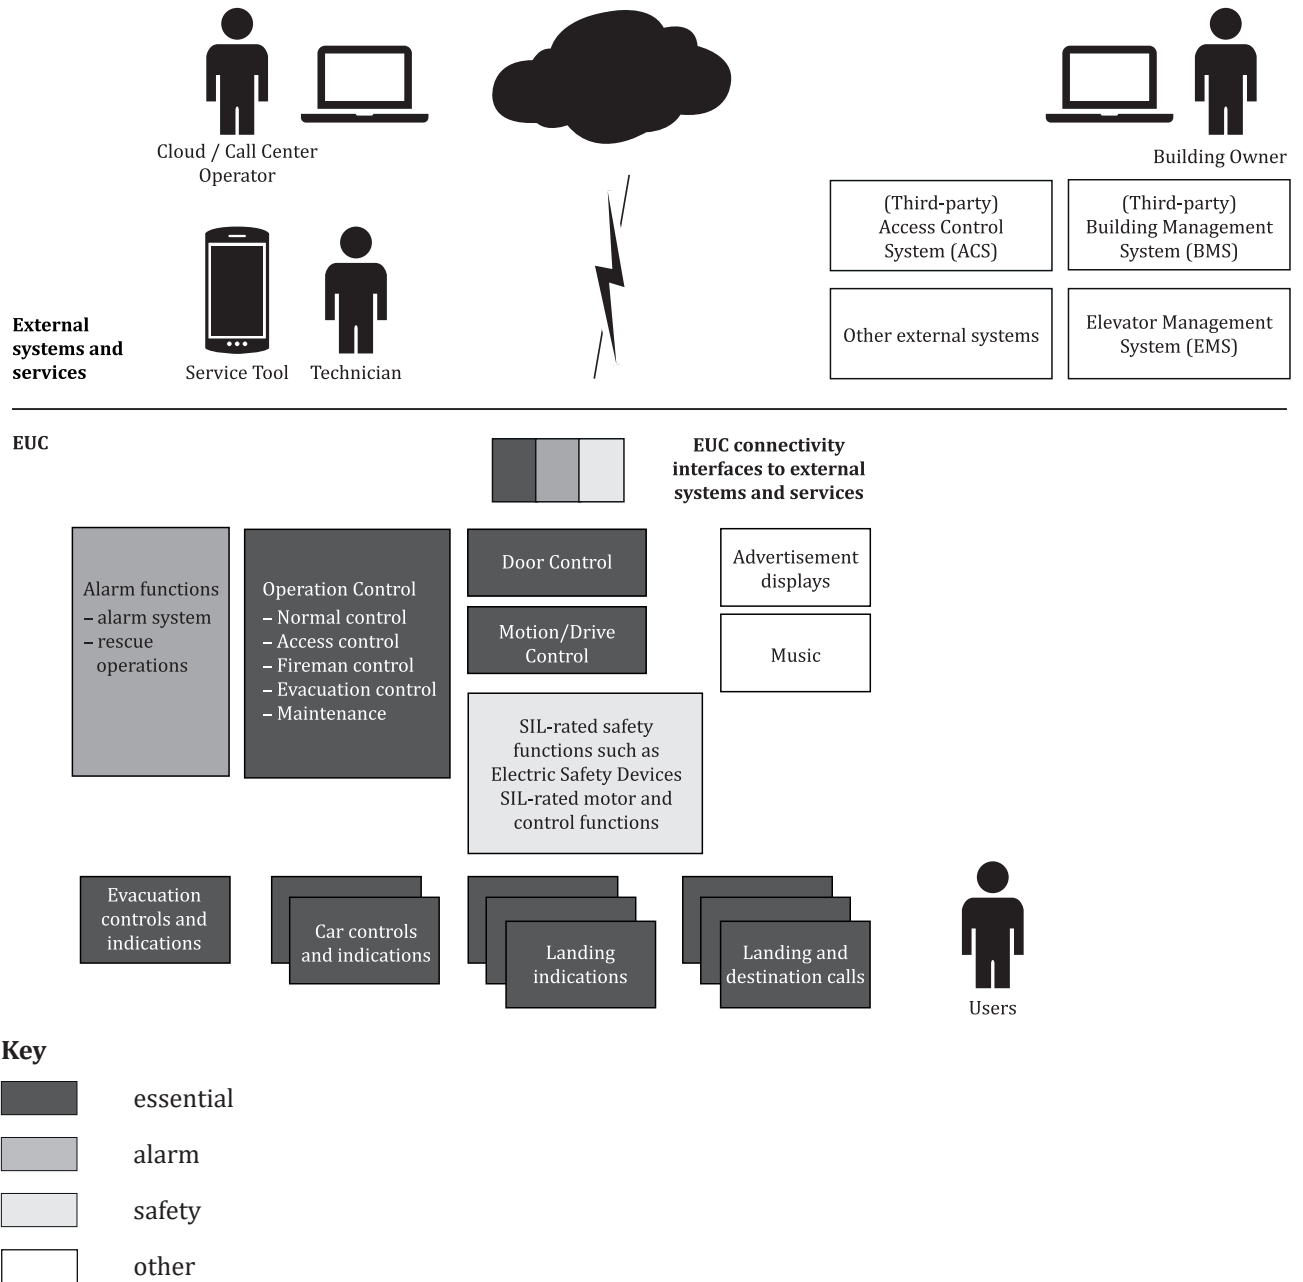 Cloud / Call Center
Operator
Building Owner
(Third-party)
Access Control
System (ACS)
(Third-party)
Building Management
System (BMS)
Other external systems
Elevator Management
System (EMS)
External
systems and
services
Service Tool
Technician
EUC
EUC connectivity
interfaces to external
systems and services
Alarm functions
– alarm system
– rescue
operations
Operation Control
– Normal control
– Access control
– Fireman control
– Evacuation control
– Maintenance
Door Control
Motion/Drive
Control
Advertisement
displays
Music
SIL-rated safety
functions such as
Electric Safety Devices
SIL-rated motor and
control functions
Evacuation
controls and
indications
Car controls
and indications
Landing
indications
Landing and
destination calls
Users
Key
essential
alarm
safety
other